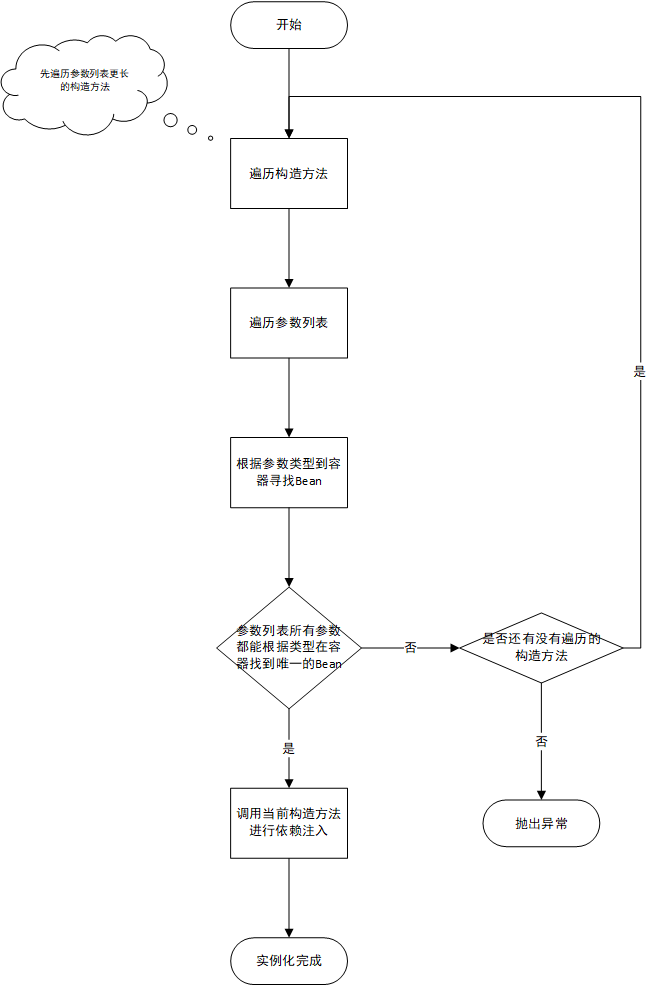 开始
先遍历参数列表更长
的构造方法
遍历构造方法
遍历参数列表
是
根据参数类型到容
器寻找Bean
参数列表所有参数
都能根据类型在容
器找到唯一的Bean
否
是否还有没有遍历的
构造方法
是
否
调用当前构造方法
进行依赖注入
抛出异常
实例化完成